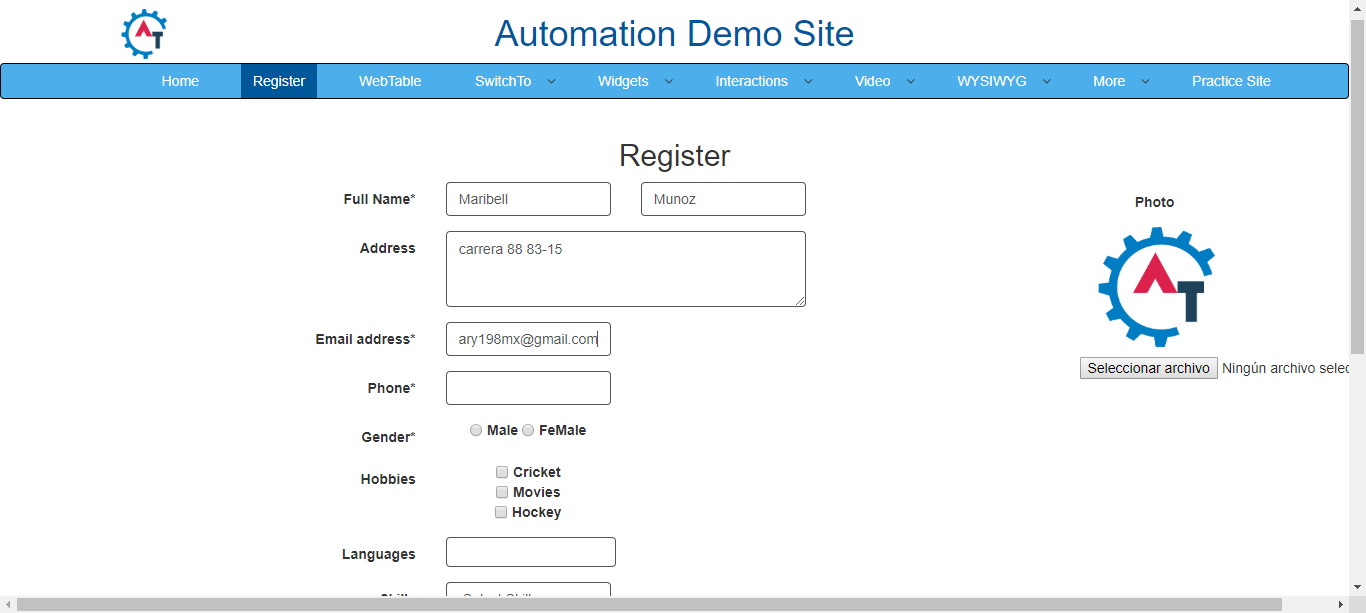 Automation Demo Site
Home Register WebTable SwitchTo Widgets Interactions Video WYSIWYG More Practice Site
Register
Full Name* Maribell Munoz
Photo
Address carrera 88 83-15
AT
Email address* ary198mx@gmail.com
Seleccionar archivo Ningún archivo selec
Phone*
Gender* Male FeMale
Hobbies Cricket
Movies
Hockey
Languages